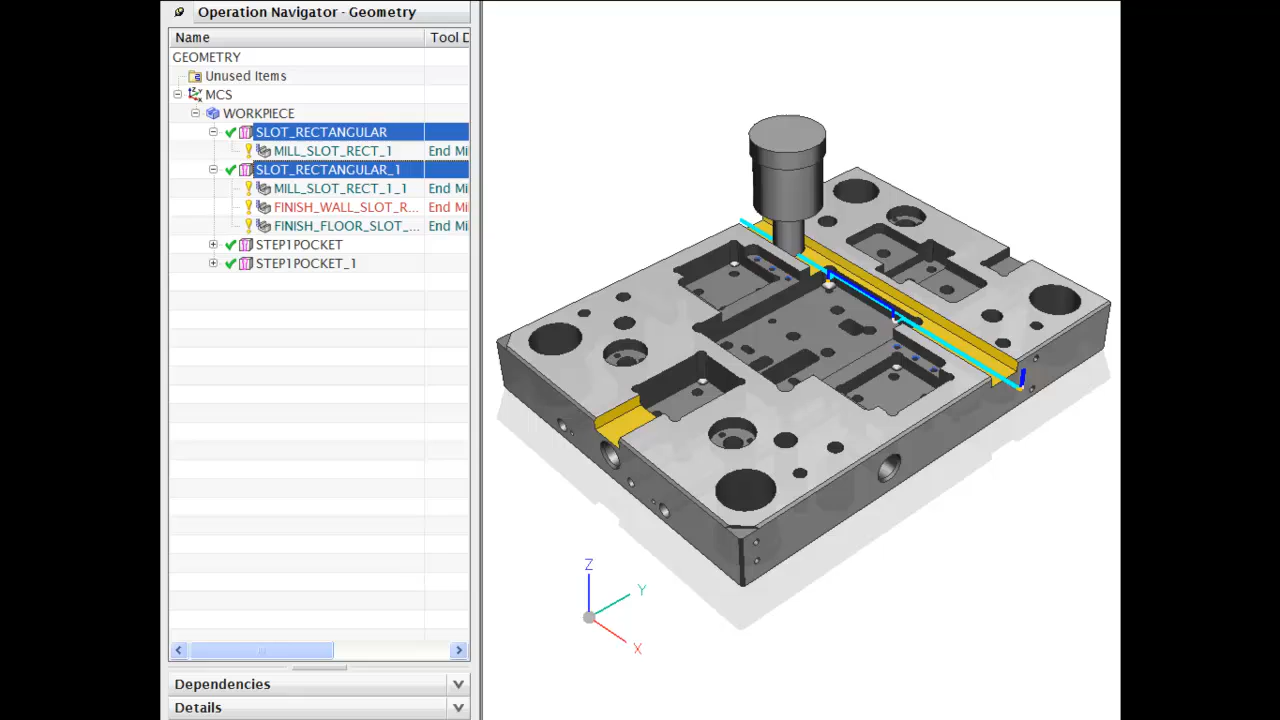 Operation Navigator - Geometry
Name Tool D
GEOMETRY
Unused Items
MCS
WORKPIECE
SLOT_RECTANGULAR
MILL_SLOT_RECT_1 End Mi
SLOT_RECTANGULAR_1
MILL_SLOT_RECT_1_1 End Mi
FINISH_WALL_SLOT_R... End Mi
FINISH_FLOOR_SLOT_... End Mi
STEP1POCKET
STEP1POCKET_1
Z
Y
X
Dependencies
Details